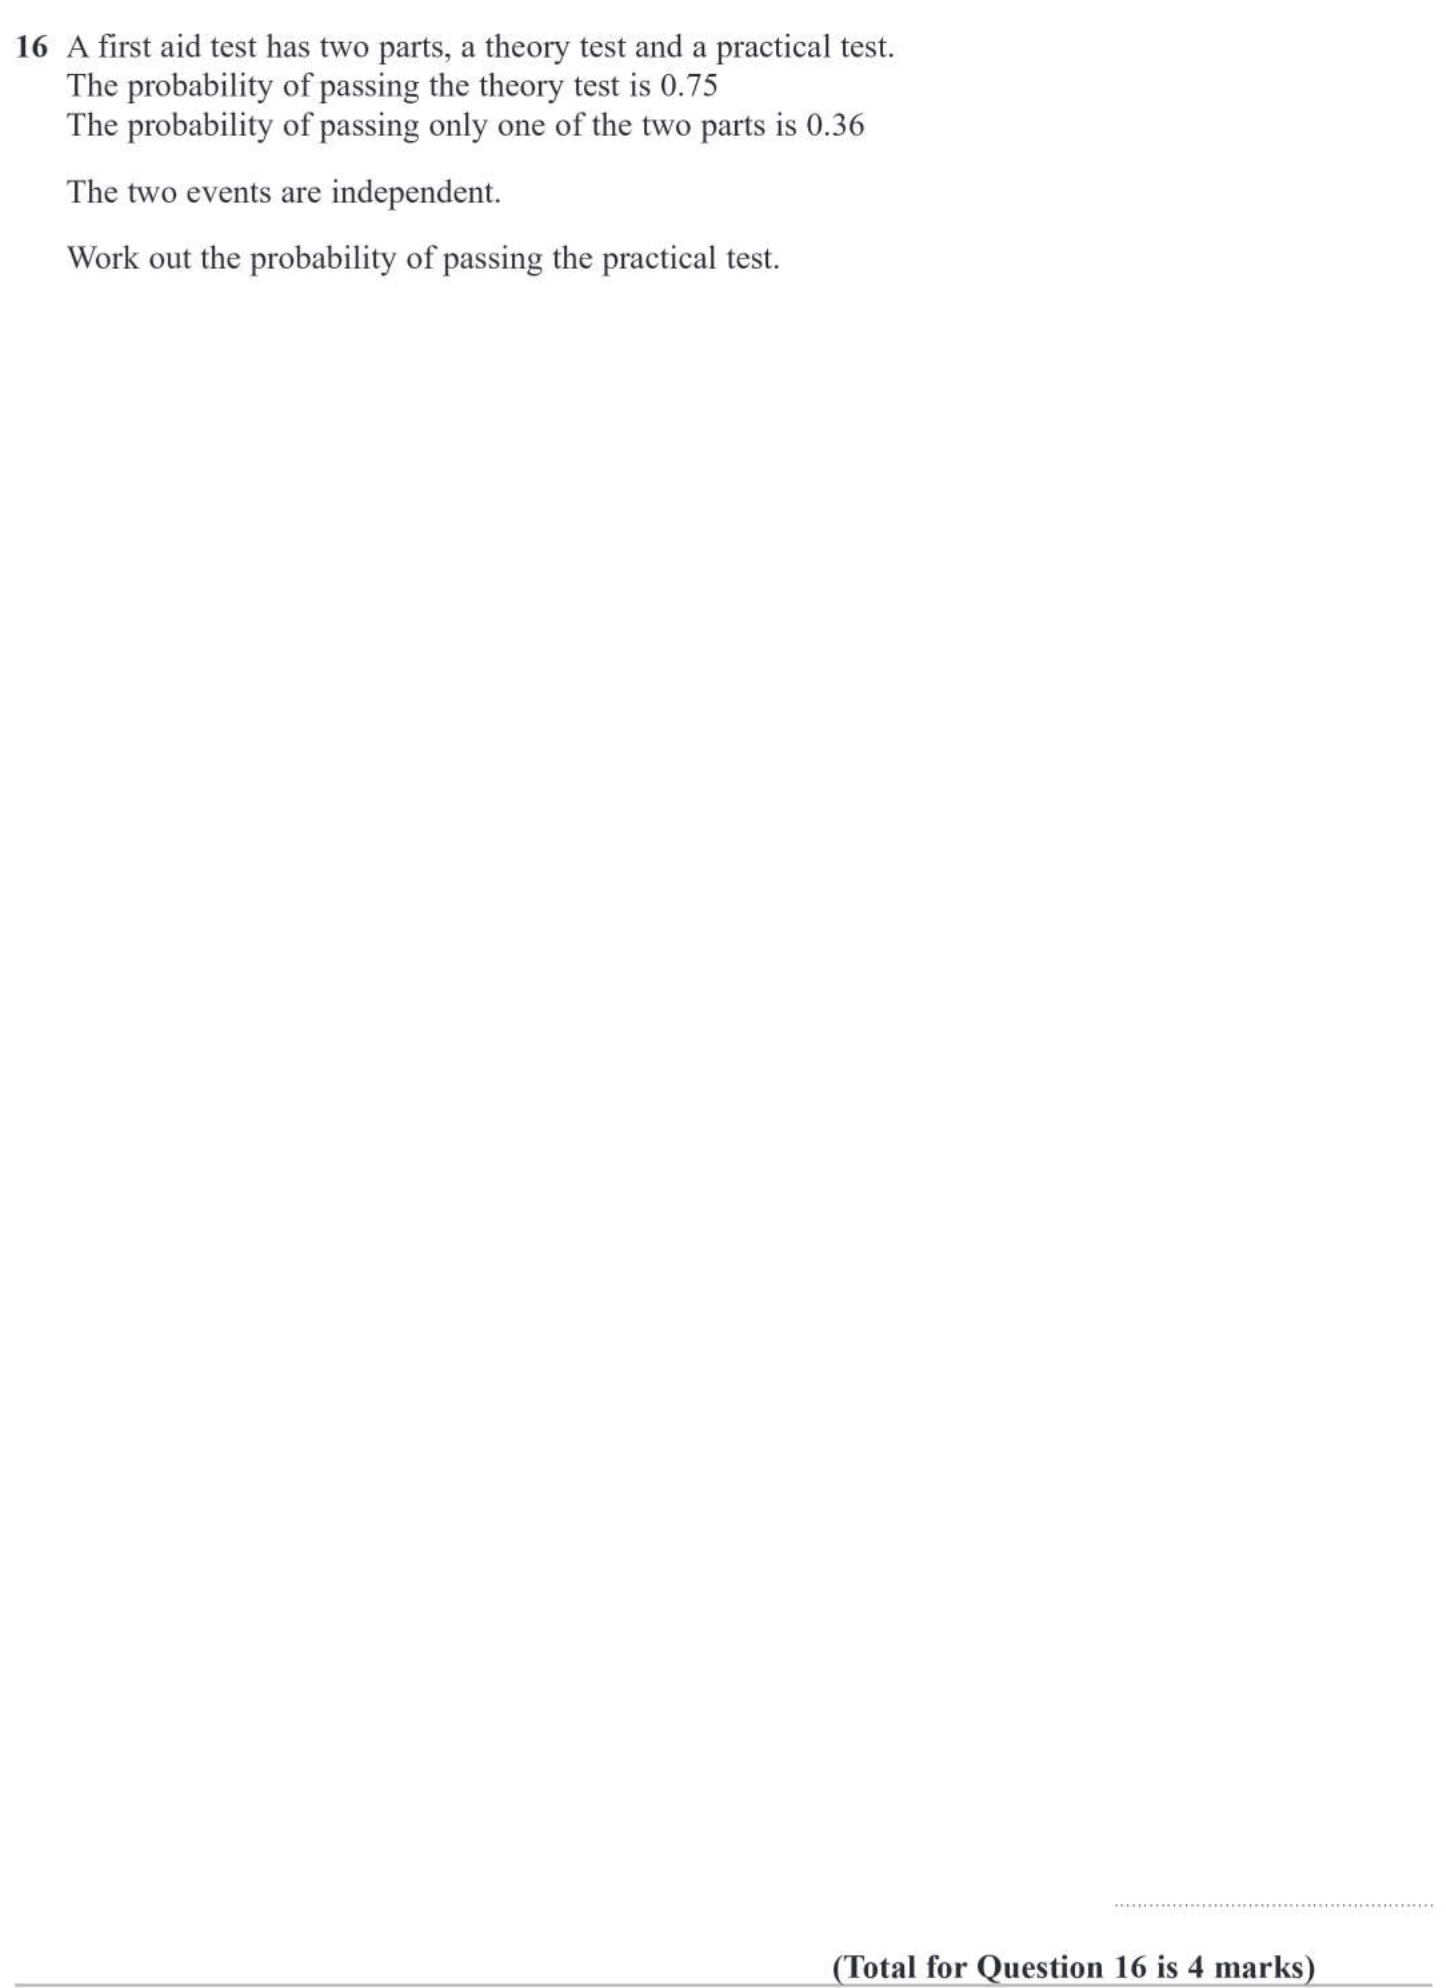 16 A first aid test has two parts, a theory test and a practical test.
The probability of passing the theory test is 0.75
The probability of passing only one of the two parts is 0.36
The two events are independent.
Work out the probability of passing the practical test.
(Total for Question 16 is 4 marks)